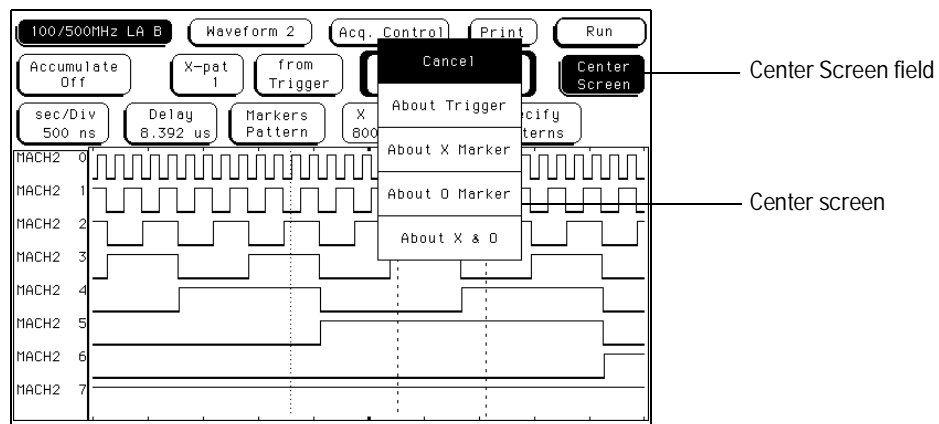 100/500MHz LA B
Waveform 2
Acq. Control
Print
Run
Accumulate
Off
X-pat
1
from
Trigger
Center
Screen
Center Screen field
sec/Div
500 ns
Delay
8.392 us
Markers
Pattern
X
800
terns
Cancel
About Trigger
About X Marker
About O Marker
About X & O
Center screen
MACH2 0
MACH2 1
MACH2 2
MACH2 3
MACH2 4
MACH2 5
MACH2 6
MACH2 7